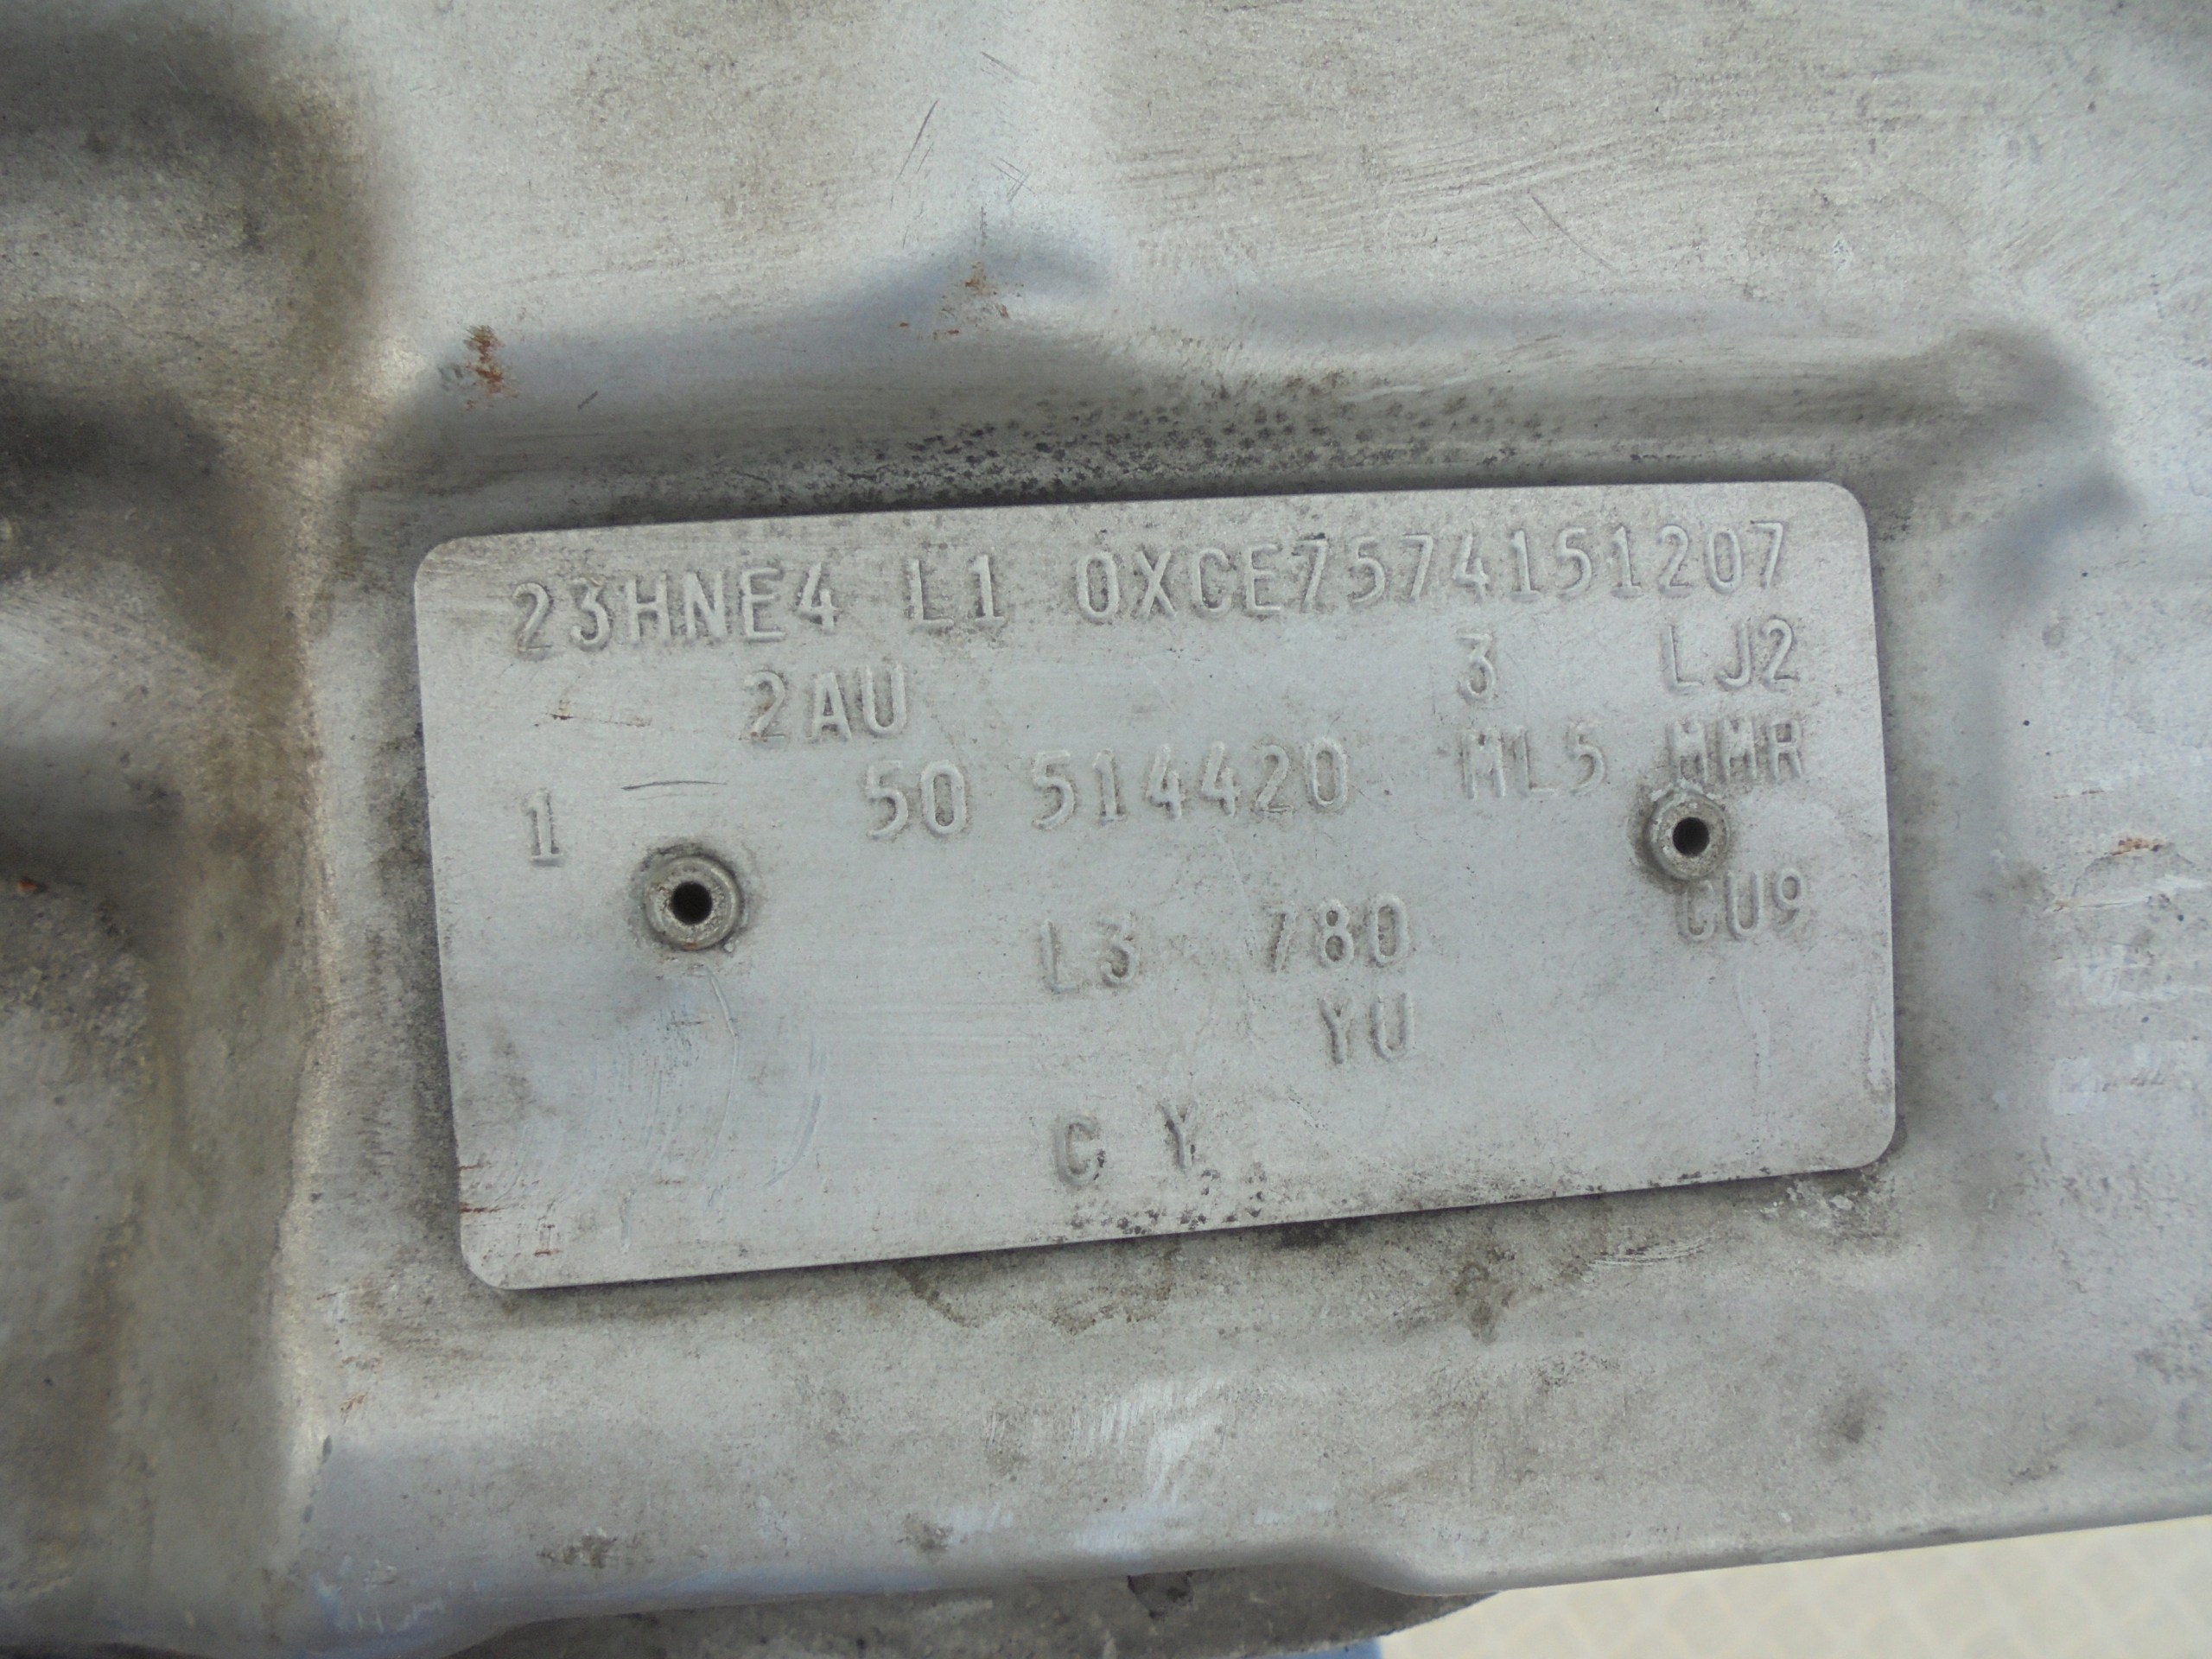 23HNE4 L1 0XCE7574151207
2AU 3 LJ2
1 50 514420 ML5 MMR
L3 780 CU9
YU
C Y